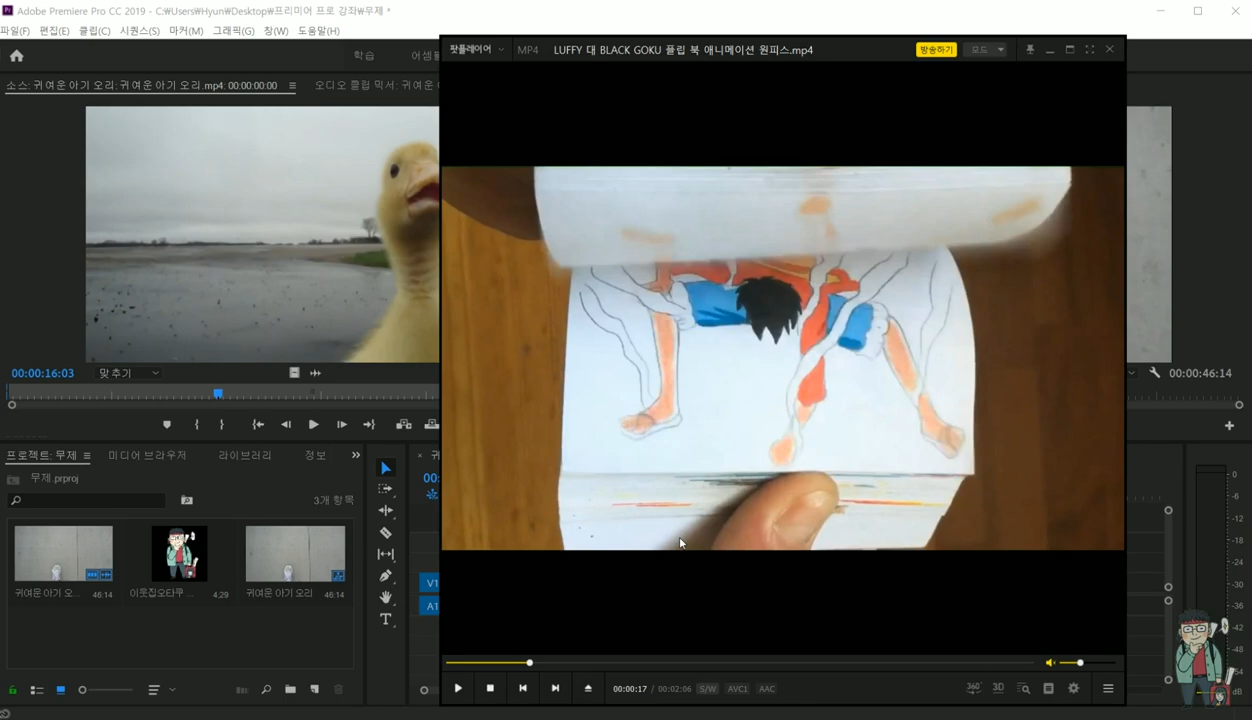 Adobe Premiere Pro CC 2019 - C:₩Users₩Hyun₩Desktop₩프리미어 프로 강좌₩무제 *
파일(F) 편집(E) 클립(C) 시퀀스(S) 마커(M) 그래픽(G) 창(W) 도움말(H)
팟플레이어 MP4 LUFFY 대 BLACK GOKU 플립 북 애니메이션 원피스.mp4 방송하기 모드
학습
소스: 귀여운 아기 오리: 귀여운 아기 오리.mp4: 00:00:00:00 오디오 클립 믹서: 귀여운
00:00:16:03 맞추기
00:00:46:14
프로젝트: 무제 미디어 브라우저 라이브러리 정보
무제.prproj
3개 항목
귀여운 아기 오... 46:14 이웃집오타쿠 ... 4,29 귀여운 아기 오리 46:14
00:
V1
A1
0
-6
-12
-18
-24
-30
-36
-42
-48
-54
dB
00:00:17 / 00:02:06 S/W AVC1 AAC
360° 3D